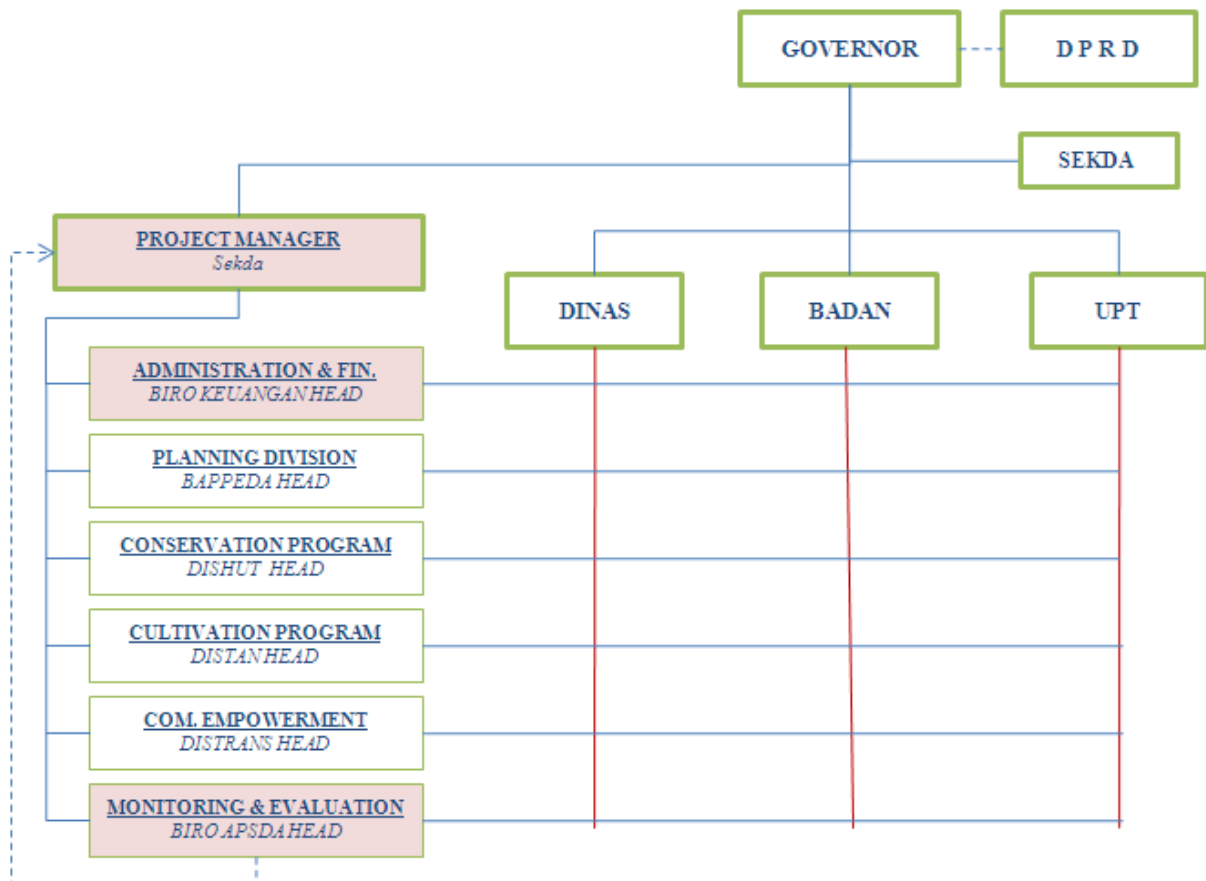 GOVERNOR
D P R D
SEKDA
PROJECT MANAGER
Sekda
DINAS
BADAN
UPT
ADMINISTRATION & FIN.
BIRO KEUANGAN HEAD
PLANNING DIVISION
BAPPEDA HEAD
CONSERVATION PROGRAM
DISHUT HEAD
CULTIVATION PROGRAM
DISTAN HEAD
COM. EMPOWERMENT
DISTRANS HEAD
MONITORING & EVALUATION
BIRO APSDA HEAD